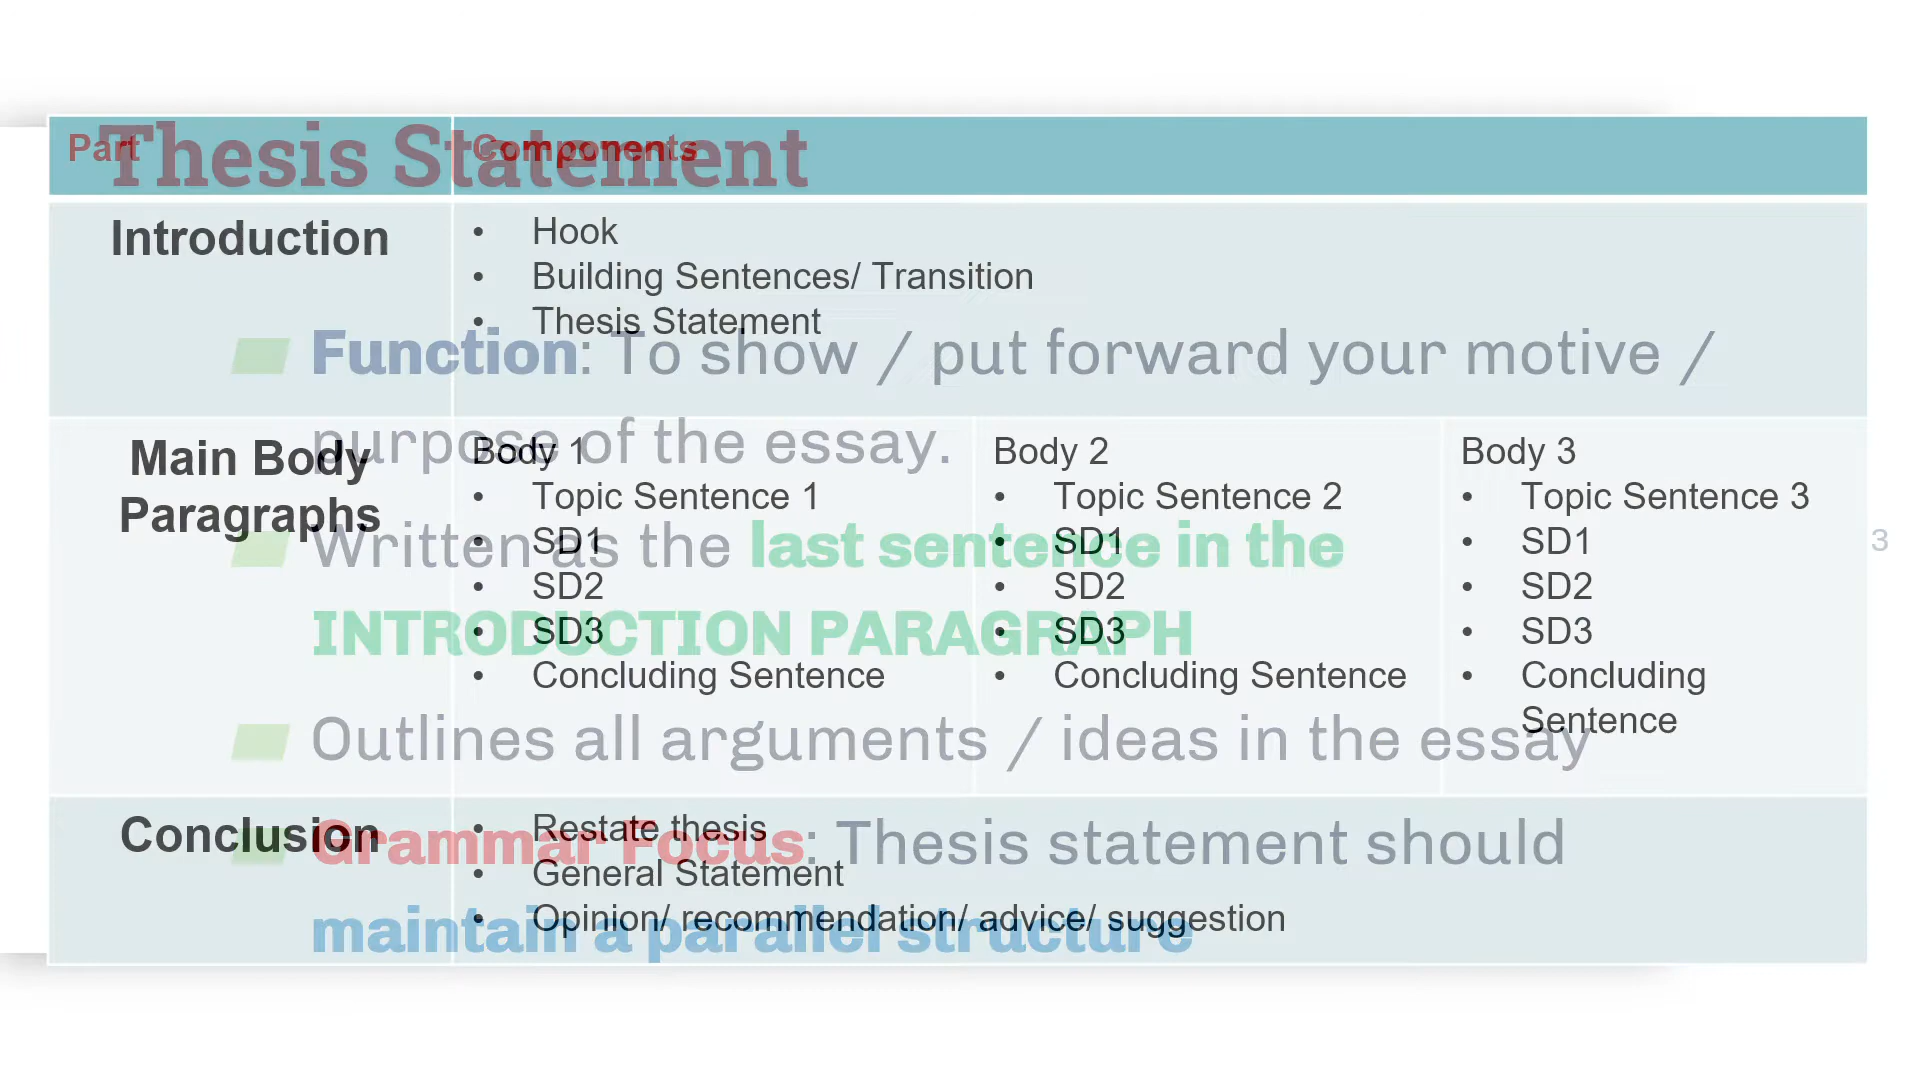 Thesis Statement
Part
Components
Introduction
• Hook
• Building Sentences/ Transition
• Thesis Statement
Function: To show / put forward your motive /
purpose of the essay.
Written as the last sentence in the
INTRODUCTION PARAGRAPH
Outlines all arguments / ideas in the essay
Grammar Focus: Thesis statement should
maintain a parallel structure
Main Body
Paragraphs
Body 1
• Topic Sentence 1
• SD1
• SD2
• SD3
• Concluding Sentence
Body 2
• Topic Sentence 2
• SD1
• SD2
• SD3
• Concluding Sentence
Body 3
• Topic Sentence 3
• SD1
• SD2
• SD3
• Concluding
Sentence
Conclusion
• Restate thesis
• General Statement
• Opinion/ recommendation/ advice/ suggestion
3